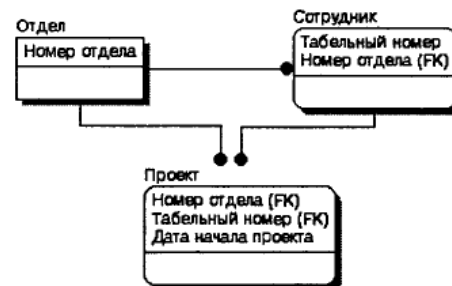 Отдел
Номер отдела
Сотрудник
Табельный номер
Номер отдела (FK)
Проект
Номер отдела (FK)
Табельный номер (FK)
Дата начала проекта